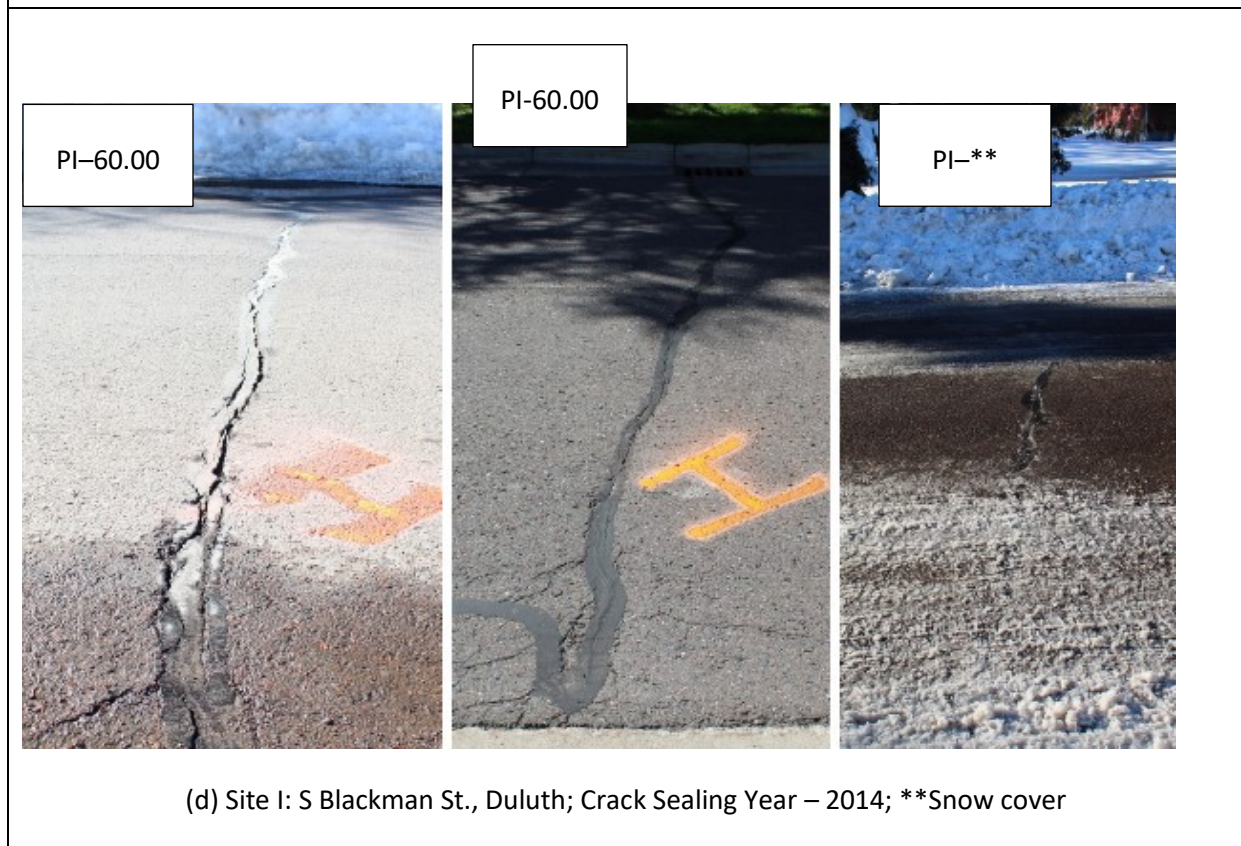 PI–60.00
PI-60.00
PI–**
H
H
(d) Site I: S Blackman St., Duluth; Crack Sealing Year – 2014; **Snow cover